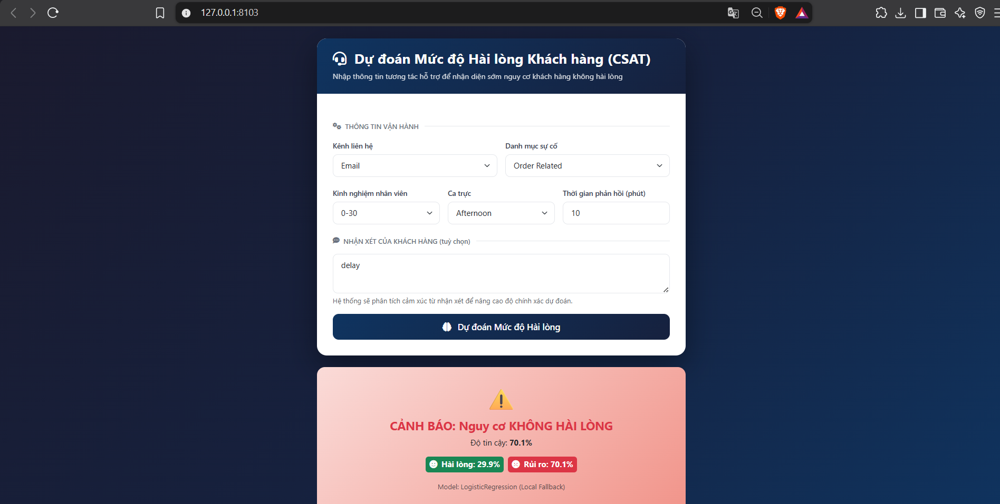 127.0.0.1:8103
Dự đoán Mức độ Hài lòng Khách hàng (CSAT)
Nhập thông tin tương tác hỗ trợ để nhận diện sớm nguy cơ khách hàng không hài lòng
THÔNG TIN VẬN HÀNH
Kênh liên hệ
Danh mục sự cố
Email
Order Related
Kinh nghiệm nhân viên
Ca trực
Thời gian phản hồi (phút)
0-30
Afternoon
10
NHẬN XÉT CỦA KHÁCH HÀNG (tuỳ chọn)
delay
Hệ thống sẽ phân tích cảm xúc từ nhận xét để nâng cao độ chính xác dự đoán.
Dự đoán Mức độ Hài lòng
CẢNH BÁO: Nguy cơ KHÔNG HÀI LÒNG
Độ tin cậy: 70.1%
Hài lòng: 29.9%
Rủi ro: 70.1%
Model: LogisticRegression (Local Fallback)